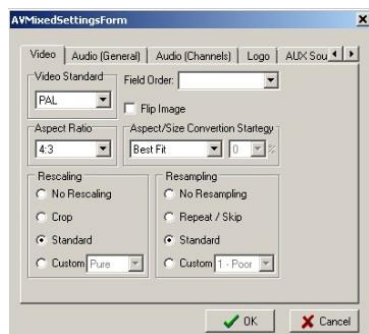 AVMixedSettingsForm
Video Audio (General) Audio (Channels) Logo AUX Sou
Video Standard Field Order:
PAL
Flip Image
Aspect Ratio Aspect/Size Convertion Startegy
4:3 Best Fit 0 %
Rescaling Resampling
No Rescaling No Resampling
Crop Repeat / Skip
Standard Standard
Custom Pure Custom 1 - Poor
OK Cancel